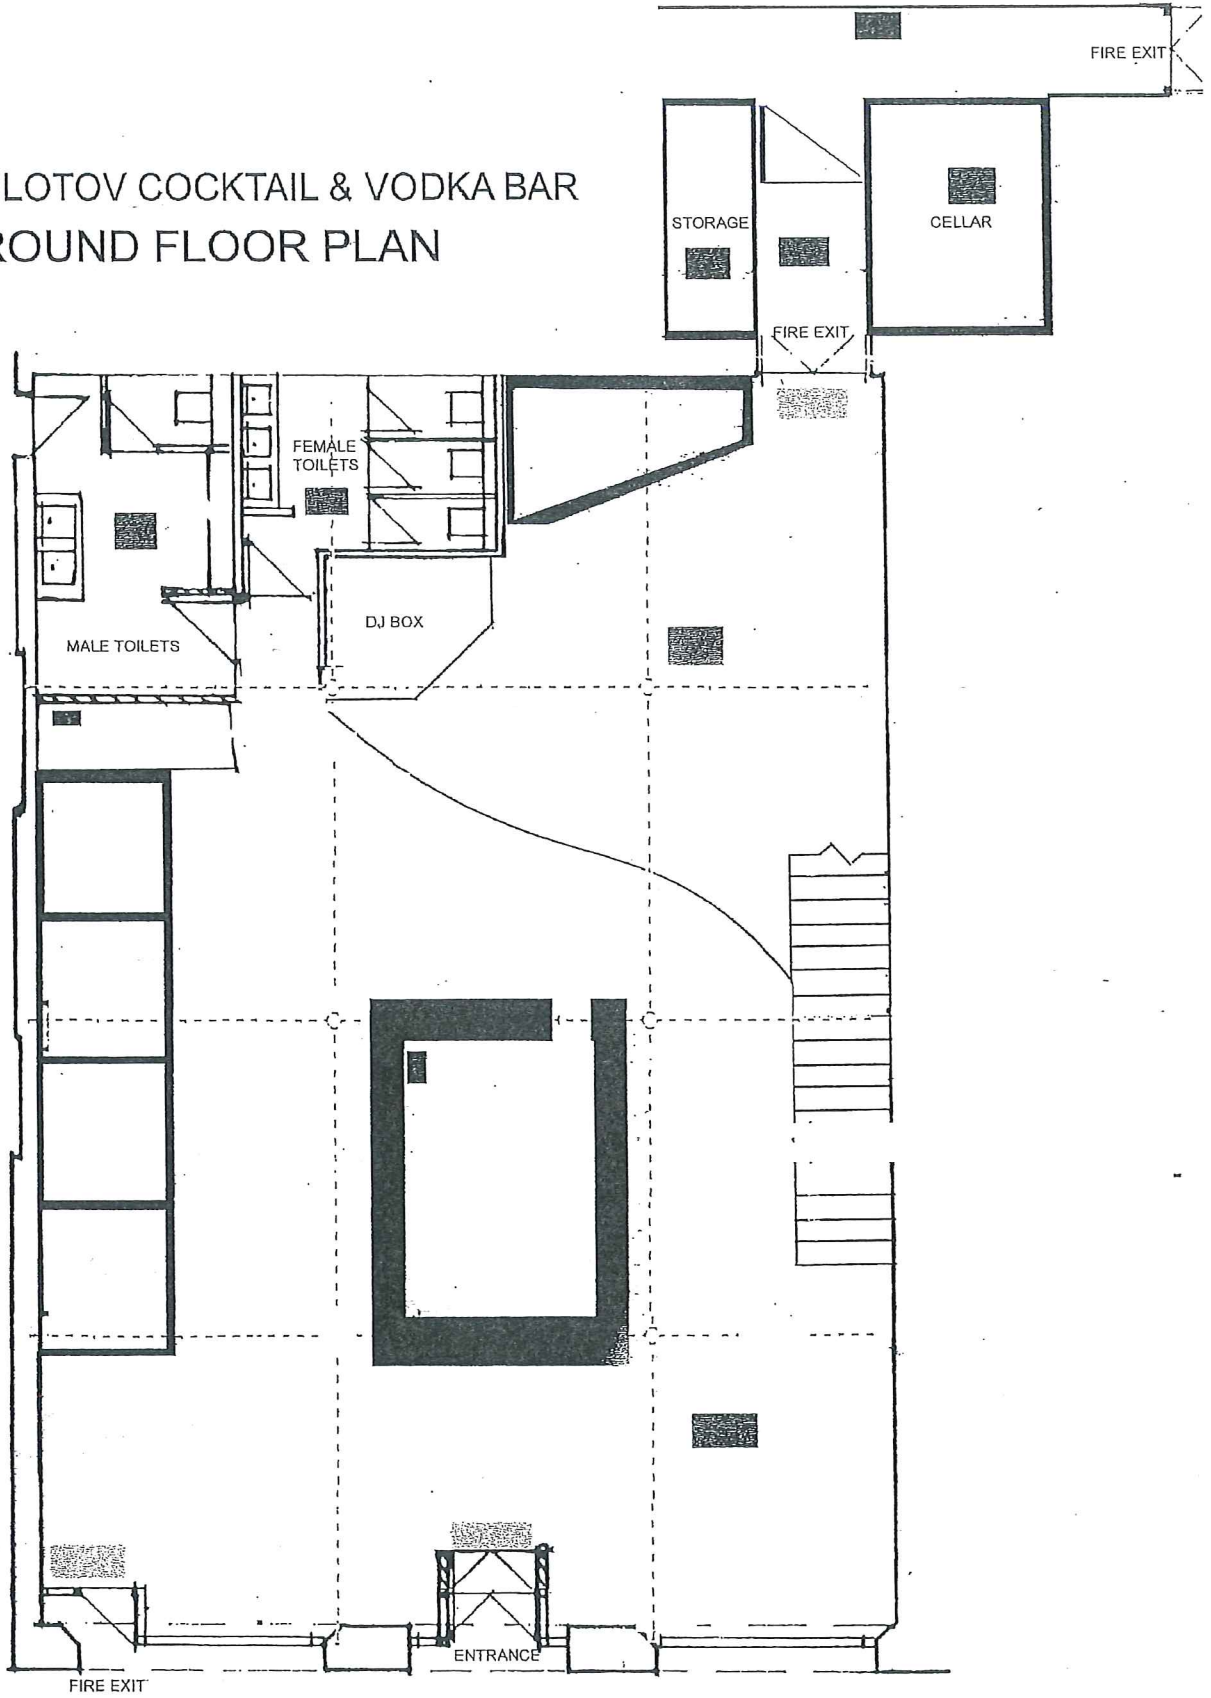 FIRE EXIT
LOTOV COCKTAIL & VODKA BAR
ROUND FLOOR PLAN
STORAGE
CELLAR
FIRE EXIT
FEMALE
TOILETS
DJ BOX
MALE TOILETS
ENTRANCE
FIRE EXIT